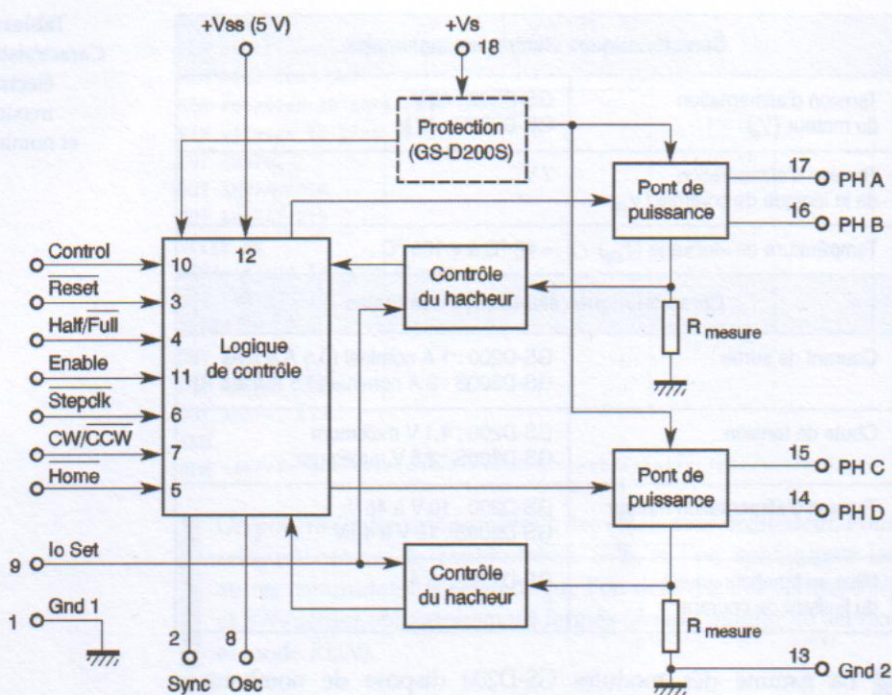 +Vss (5 V)
+Vs
18
Protection
(GS-D200S)
Pont de
puissance
17
PH A
16
PH B
12
Control
10
Reset
3
Half/Full
4
Enable
11
Stepclk
6
CW/CCW
7
Home
5
Logique
de contrôle
Contrôle
du hacheur
R mesure
15
PH C
14
PH D
Pont de
puissance
9
Io Set
Contrôle
du hacheur
1
Gnd 1
R mesure
2
Sync
8
Osc
13
Gnd 2